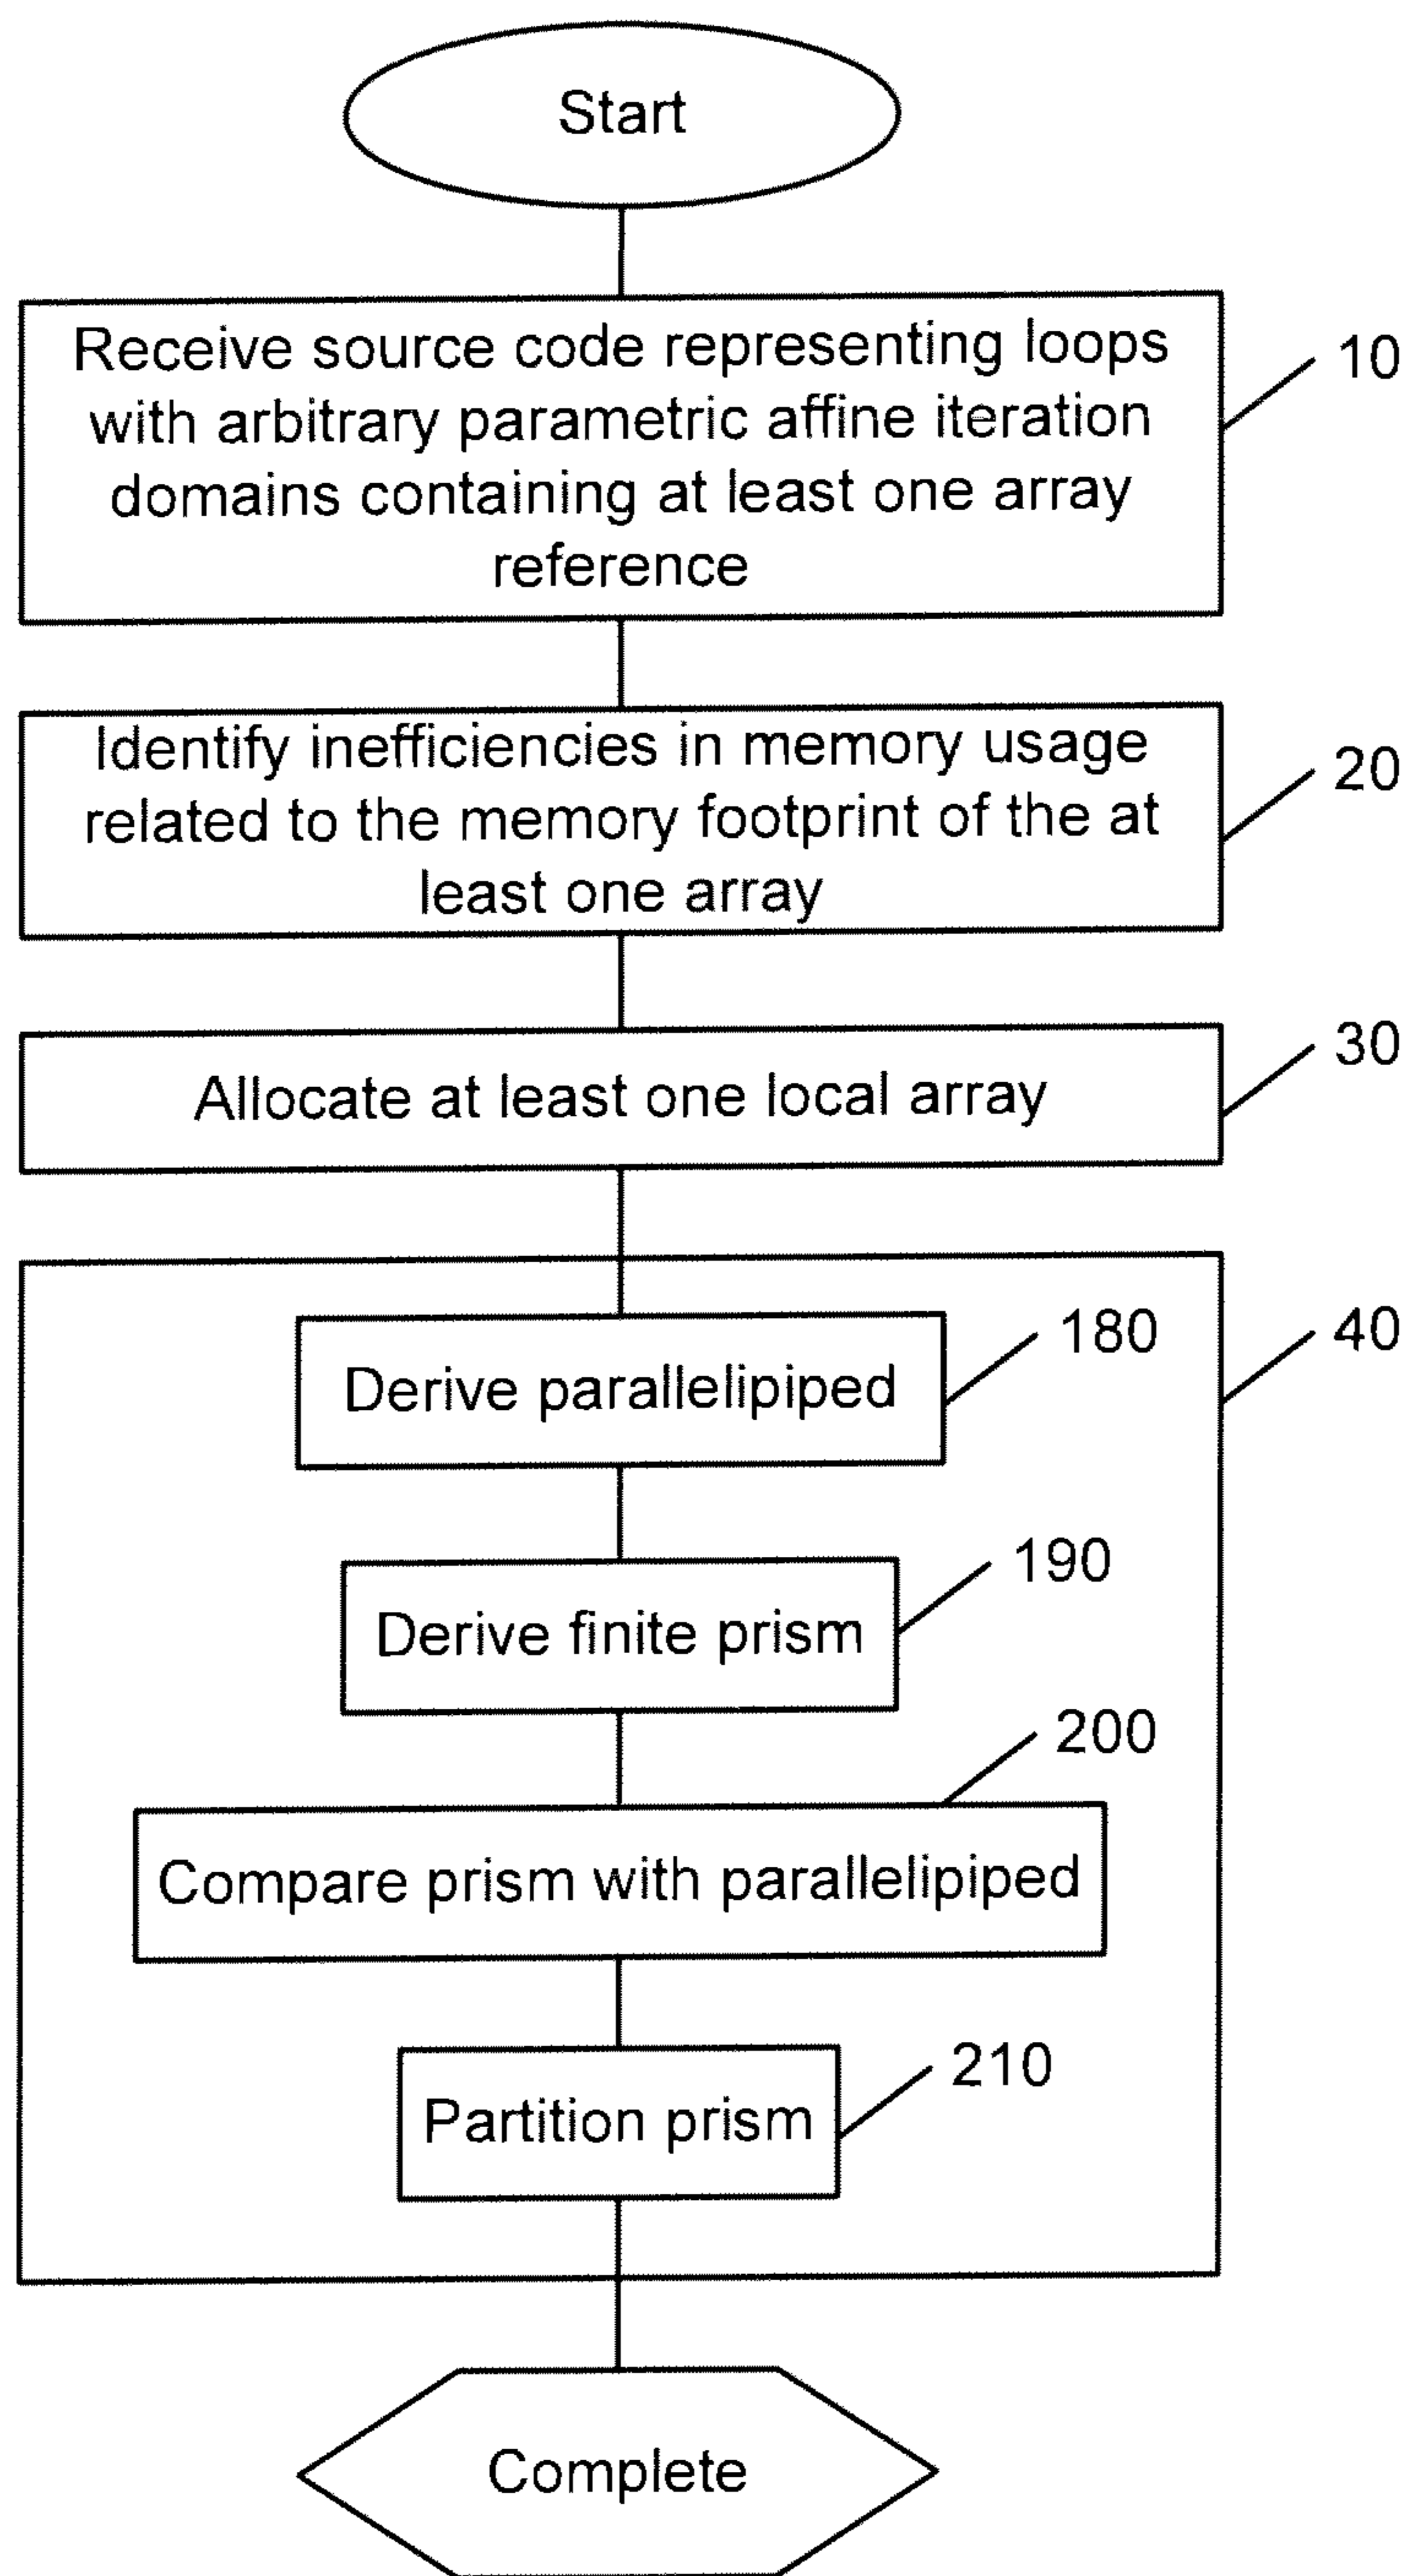 Start
Receive source code representing loops
with arbitrary parametric affine iteration
domains containing at least one array
reference
10
Identify inefficiencies in memory usage
related to the memory footprint of the at
least one array
20
Allocate at least one local array
30
40
Derive parallelipiped
180
Derive finite prism
190
200
Compare prism with parallelipiped
Partition prism
210
Complete